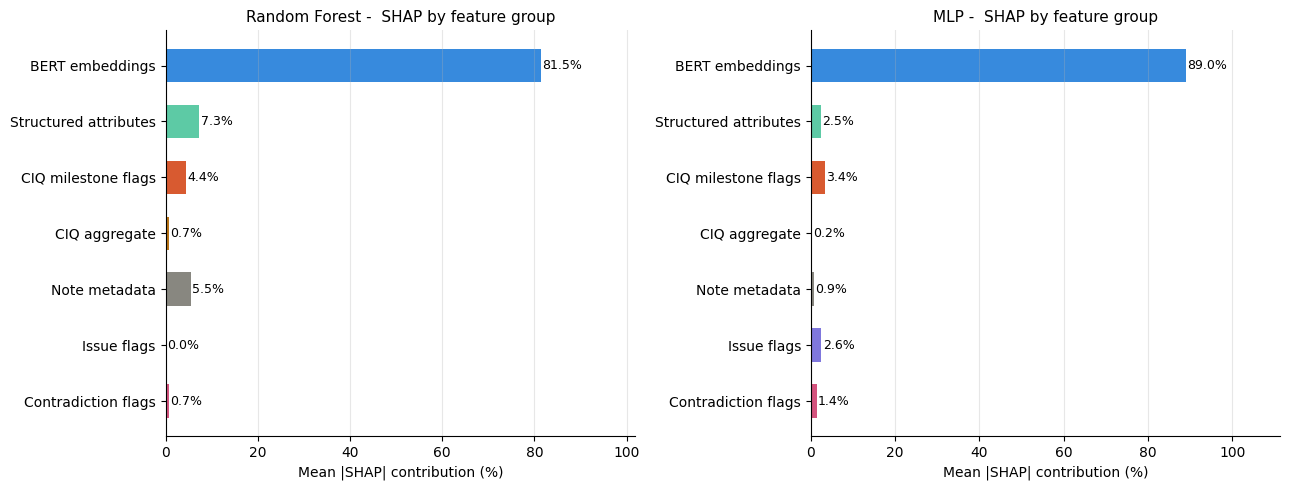 Random Forest -  SHAP by feature group
BERT embeddings 81.5%
Structured attributes 7.3%
CIQ milestone flags 4.4%
CIQ aggregate 0.7%
Note metadata 5.5%
Issue flags 0.0%
Contradiction flags 0.7%
0 20 40 60 80 100
Mean |SHAP| contribution (%)
MLP -  SHAP by feature group
BERT embeddings 89.0%
Structured attributes 2.5%
CIQ milestone flags 3.4%
CIQ aggregate 0.2%
Note metadata 0.9%
Issue flags 2.6%
Contradiction flags 1.4%
0 20 40 60 80 100
Mean |SHAP| contribution (%)